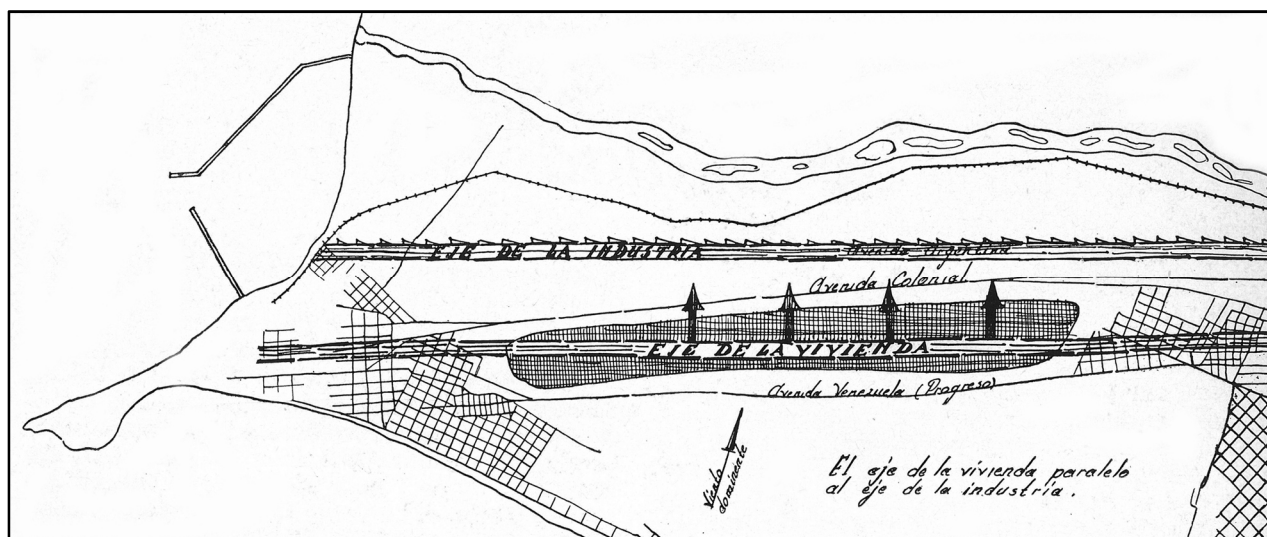 EJE DE LA INDUSTRIA
Avenida Argentina
Avenida Colonial
EJE DE LA VIVIENDA
Avenida Venezuela (Progreso)
Viento
dominante
El eje de la vivienda paralelo
al eje de la industria.